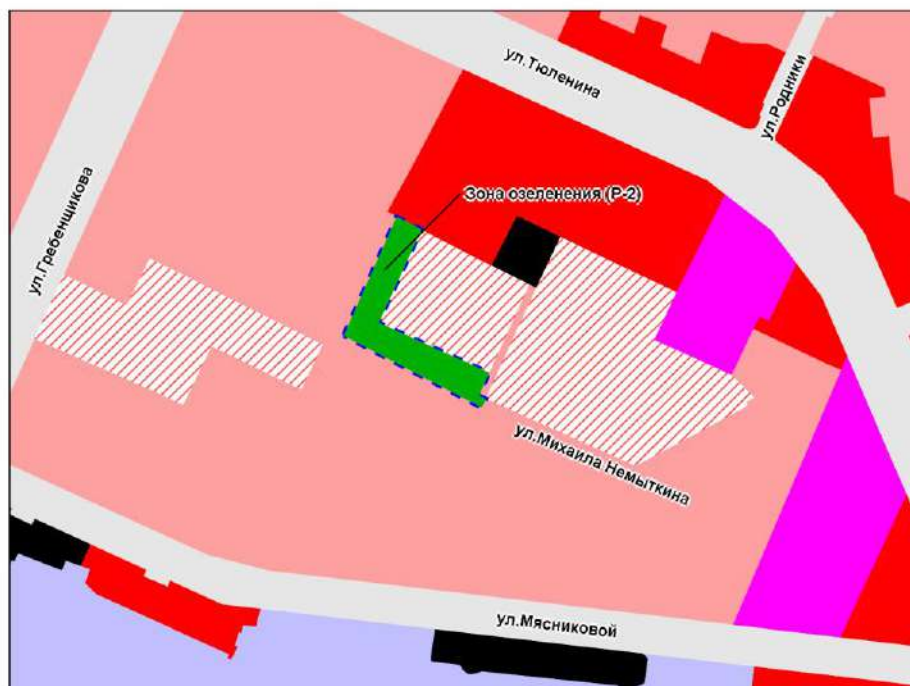 ул.Тюленина
ул.Родники
Зона озеленения (Р-2)
ул.Гребенщикова
ул.Михаила Немыткина
ул.Мясниковой